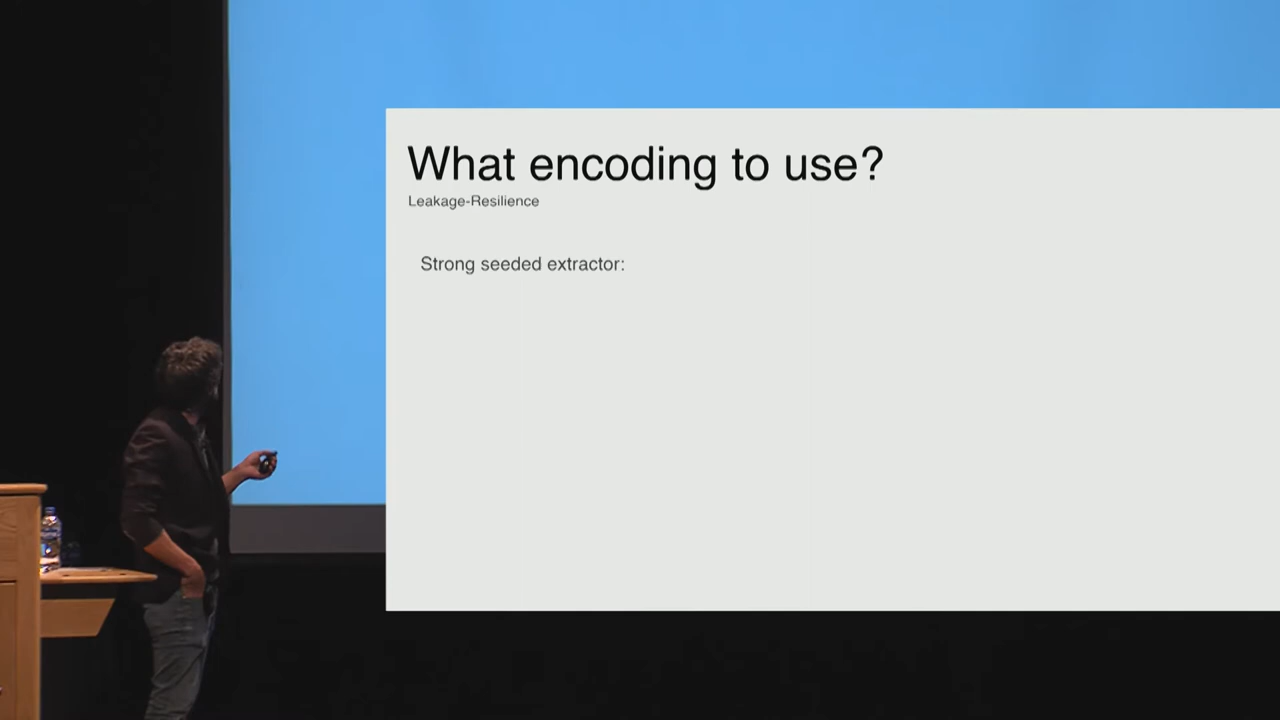 What encoding to use?
Leakage-Resilience
Strong seeded extractor: